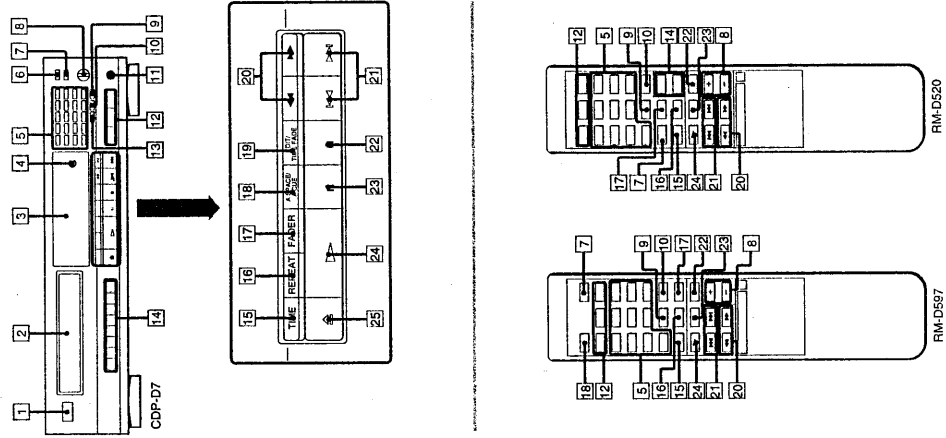 1
2
3
4
5
6
7
8
9
10
11
12
13
14
CDP-D7
15 16 17 18 19 20
TIME REPEAT FADER A SPACE/ EDIT/
TIME FADE
25 24 23 22 21
12 5 9 10 14 22 23 8
+ −
17 7 16 15 24 21 20
RM-D520
7 9 10 17 22 23 8
+ −
18 12 5 16 15 24 21 20
RM-D597